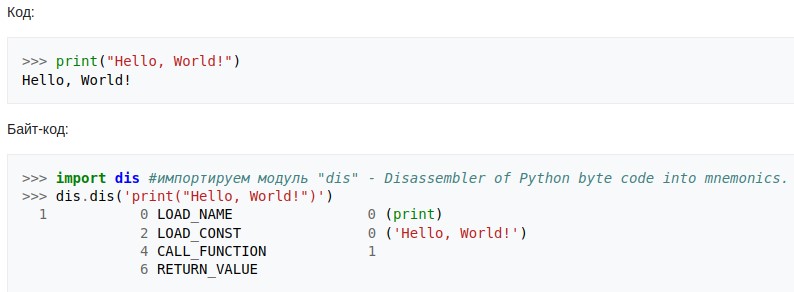 Код:
>>> print("Hello, World!")
Hello, World!
Байт-код:
>>> import dis #импортируем модуль "dis" - Disassembler of Python byte code into mnemonics.
>>> dis.dis('print("Hello, World!")')
  1           0 LOAD_NAME                0 (print)
              2 LOAD_CONST               0 ('Hello, World!')
              4 CALL_FUNCTION            1
              6 RETURN_VALUE